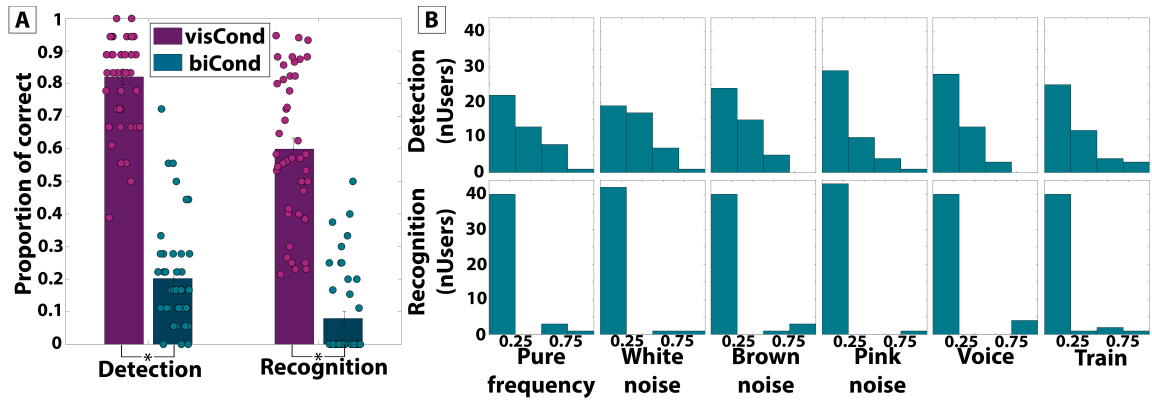 A
1
0.9
0.8
0.7
0.6
0.5
0.4
0.3
0.2
0.1
0
Proportion of correct
visCond
biCond
* *
Detection Recognition
B
Detection
(nUsers)
40
30
20
10
0
Recognition
(nUsers)
40
30
20
10
0
0.25 0.75 0.25 0.75 0.25 0.75 0.25 0.75 0.25 0.75 0.25 0.75
Pure White Brown Pink Voice Train
frequency noise noise noise